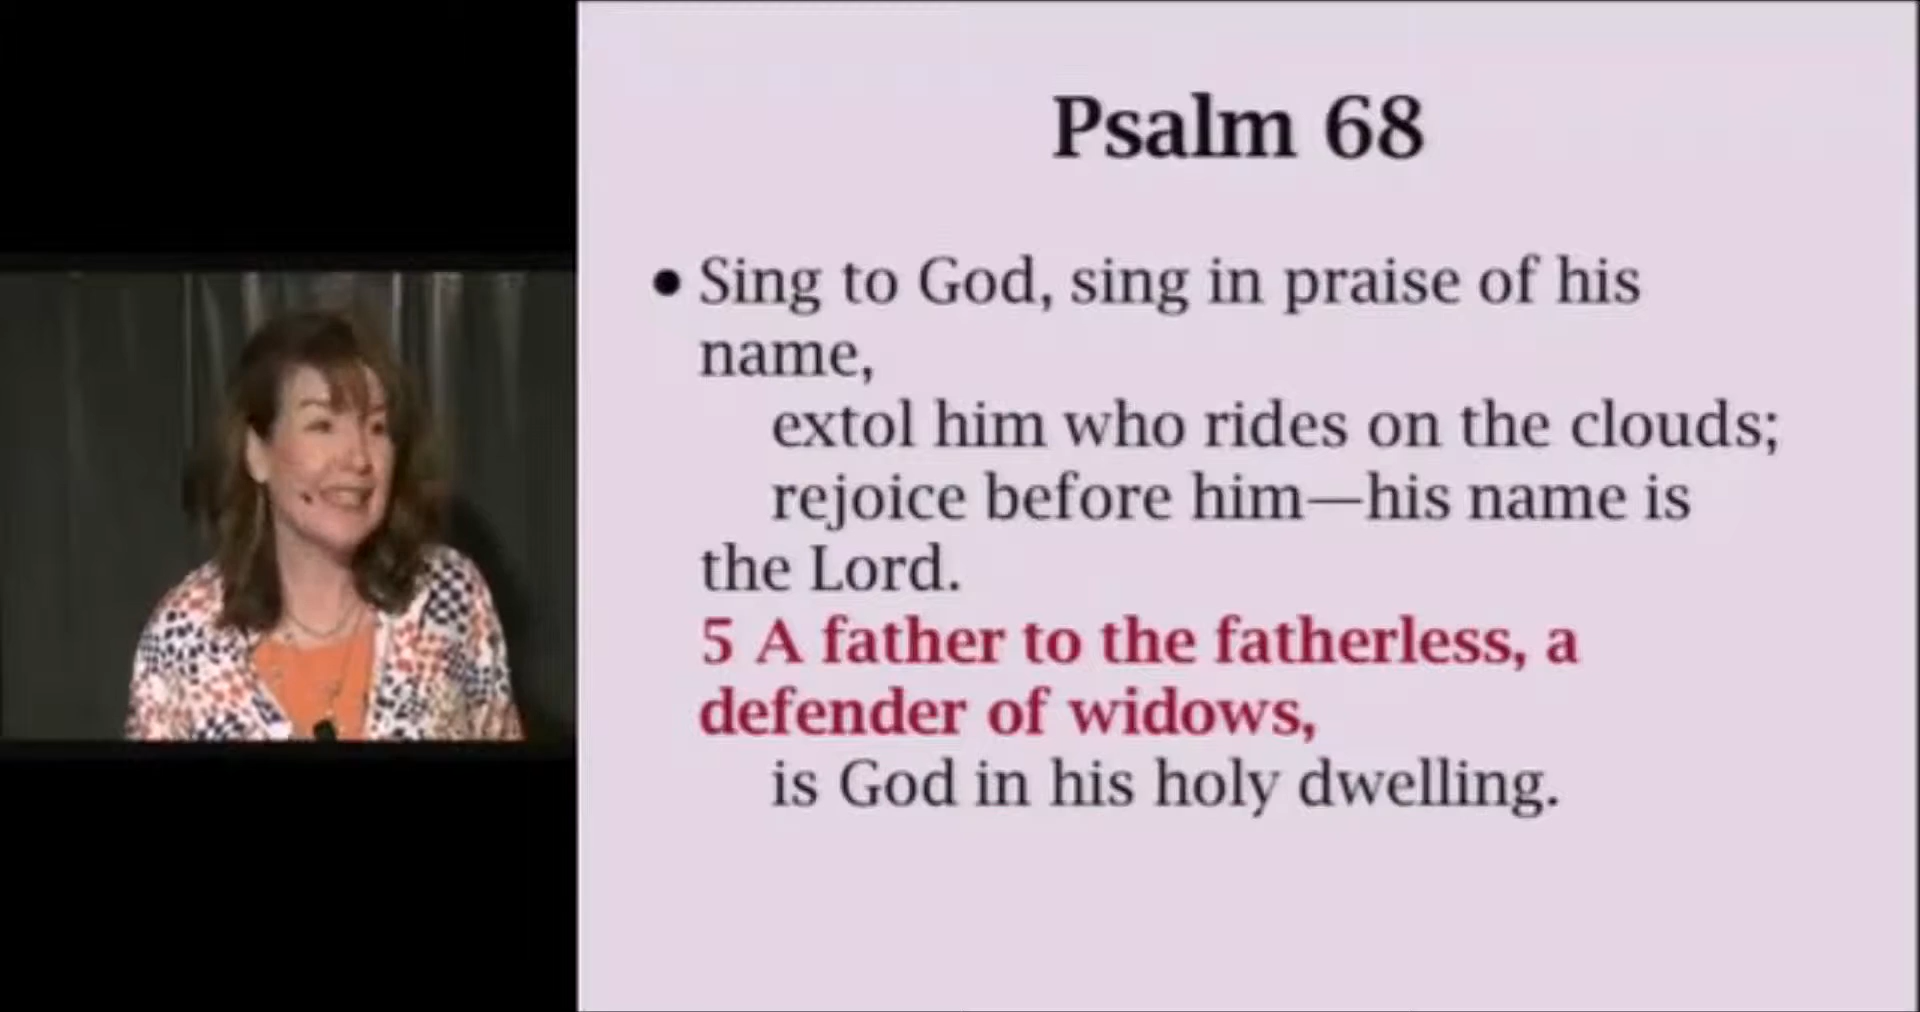 Psalm 68
• Sing to God, sing in praise of his
name,
extol him who rides on the clouds;
rejoice before him—his name is
the Lord.
5 A father to the fatherless, a
defender of widows,
is God in his holy dwelling.